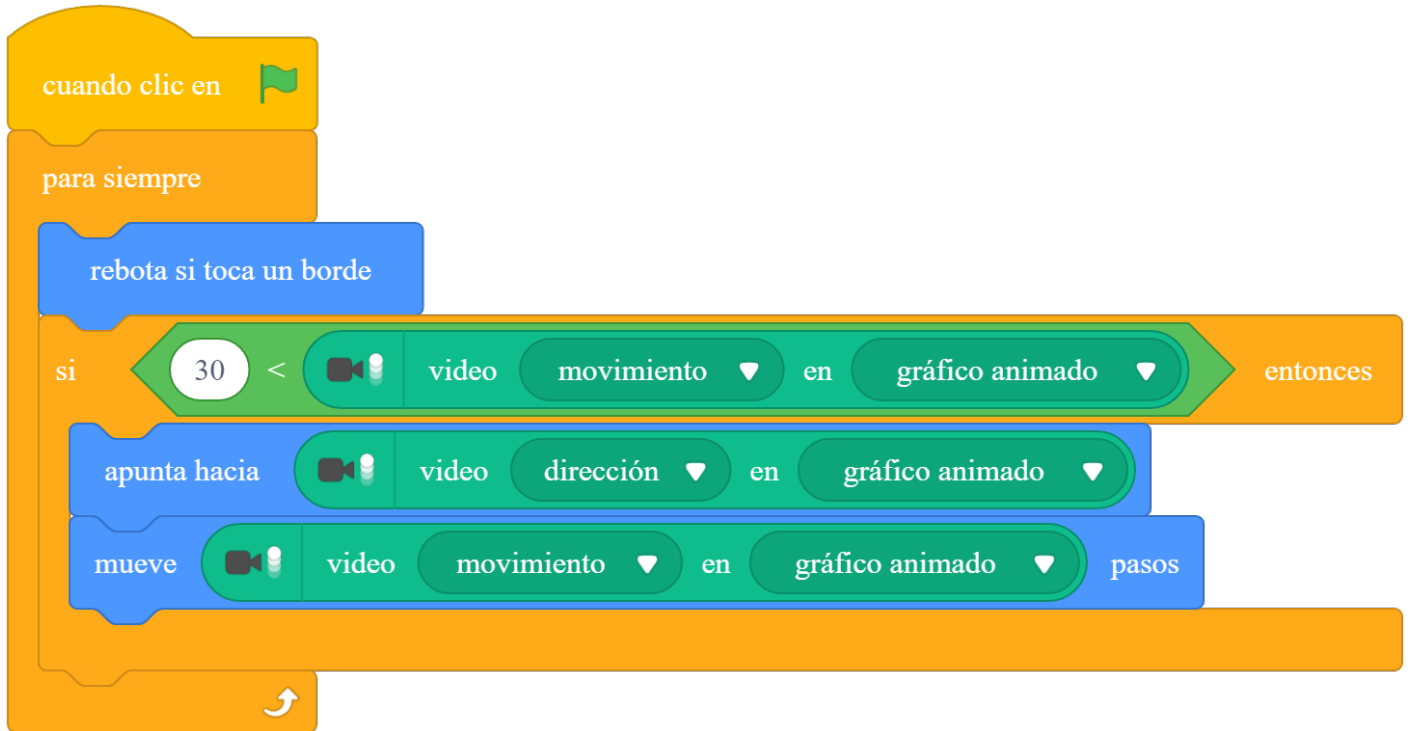 cuando clic en
para siempre
rebota si toca un borde
si 30 < video movimiento en gráfico animado entonces
apunta hacia video dirección en gráfico animado
mueve video movimiento en gráfico animado pasos